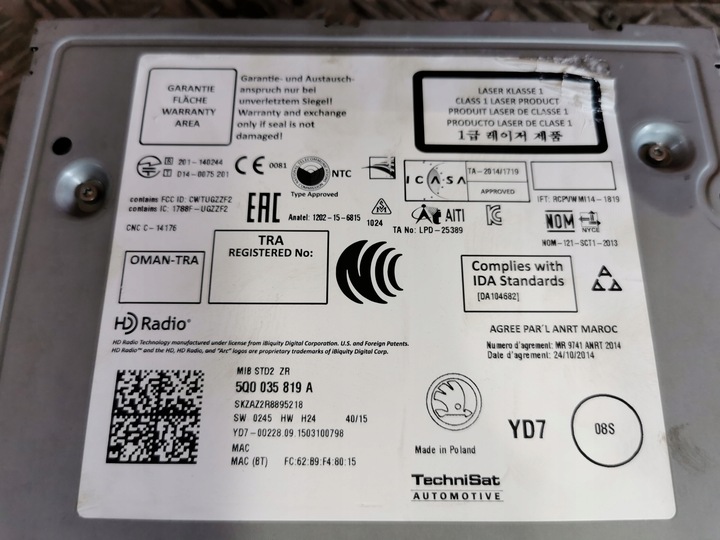 GARANTIE
FLÄCHE
WARRANTY
AREA
Garantie- und Austausch-
anspruch nur bei
unverletztem Siegel!
Warranty and exchange
only if seal is not
damaged!
LASER KLASSE 1
CLASS 1 LASER PRODUCT
PRODUIT LASER DE CLASSE 1
PRODUCTO LASER DE CLASE 1
1급 레이저 제품
R 201-140244
T D14-0075 201
CE 0081
NTC
Type Approved
ICASA
TA-2014/1719
APPROVED
IFT: RCPVWMI14-1819
contains FCC ID: CWTUGZZF2
contains IC: 1788F-UGZZF2
EAC
Anatel: 1202-15-6815
1024
AITI
TA No: LPD-25389
NOM
NYCE
NOM-121-SCT1-2013
CNC C-14176
OMAN-TRA
TRA
REGISTERED No:
Complies with
IDA Standards
[DA104682]
HD Radio
HD Radio Technology manufactured under license from iBiquity Digital Corporation. U.S. and Foreign Patents.
HD Radio™ and the HD, HD Radio, and "Arc" logos are proprietary trademarks of iBiquity Digital Corp.
AGREE PAR'L ANRT MAROC
Numero d'agrement: MR 9741 ANRT 2014
Date d'agrement: 24/10/2014
MIB STD2 ZR
5Q0 035 819 A
SKZAZ2R8895218
SW 0245 HW H24 40/15
YD7-00228.09.1503100798
MAC
MAC (BT) FC:62:B9:F4:80:15
Made in Poland
YD7
08S
TechniSat
AUTOMOTIVE